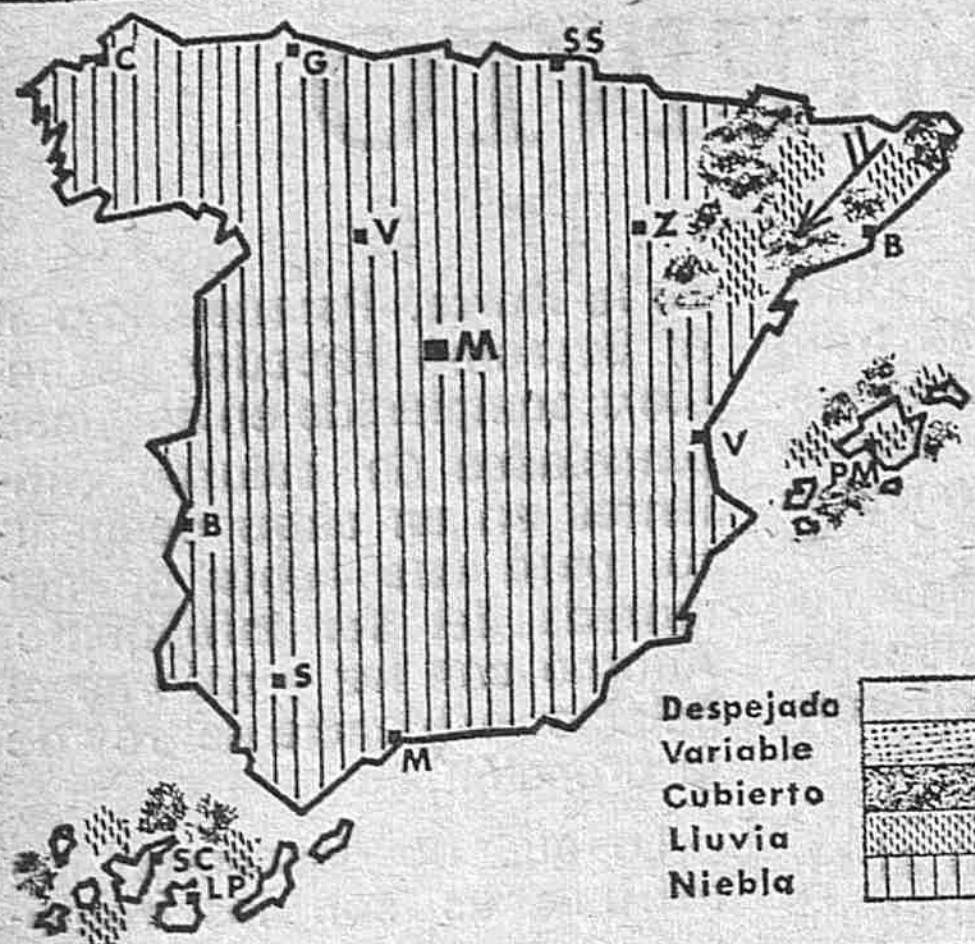 SS
C
G
V
Z
B
M
V
PM
B
S
M
SC
LP
Despejado
Variable
Cubierto
Lluvia
Niebla